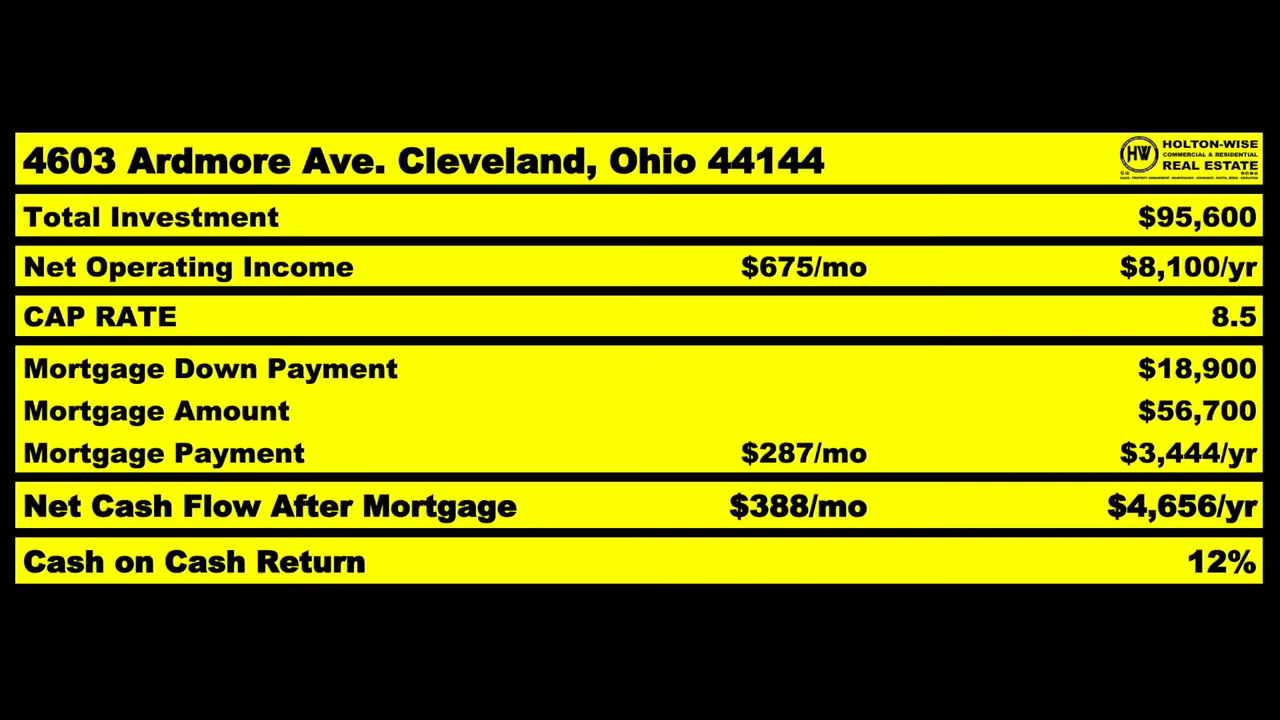 4603 Ardmore Ave. Cleveland, Ohio 44144
HW
HOLTON-WISE
COMMERCIAL & RESIDENTIAL
REAL ESTATE
Total Investment $95,600
Net Operating Income $675/mo $8,100/yr
CAP RATE 8.5
Mortgage Down Payment $18,900
Mortgage Amount $56,700
Mortgage Payment $287/mo $3,444/yr
Net Cash Flow After Mortgage $388/mo $4,656/yr
Cash on Cash Return 12%